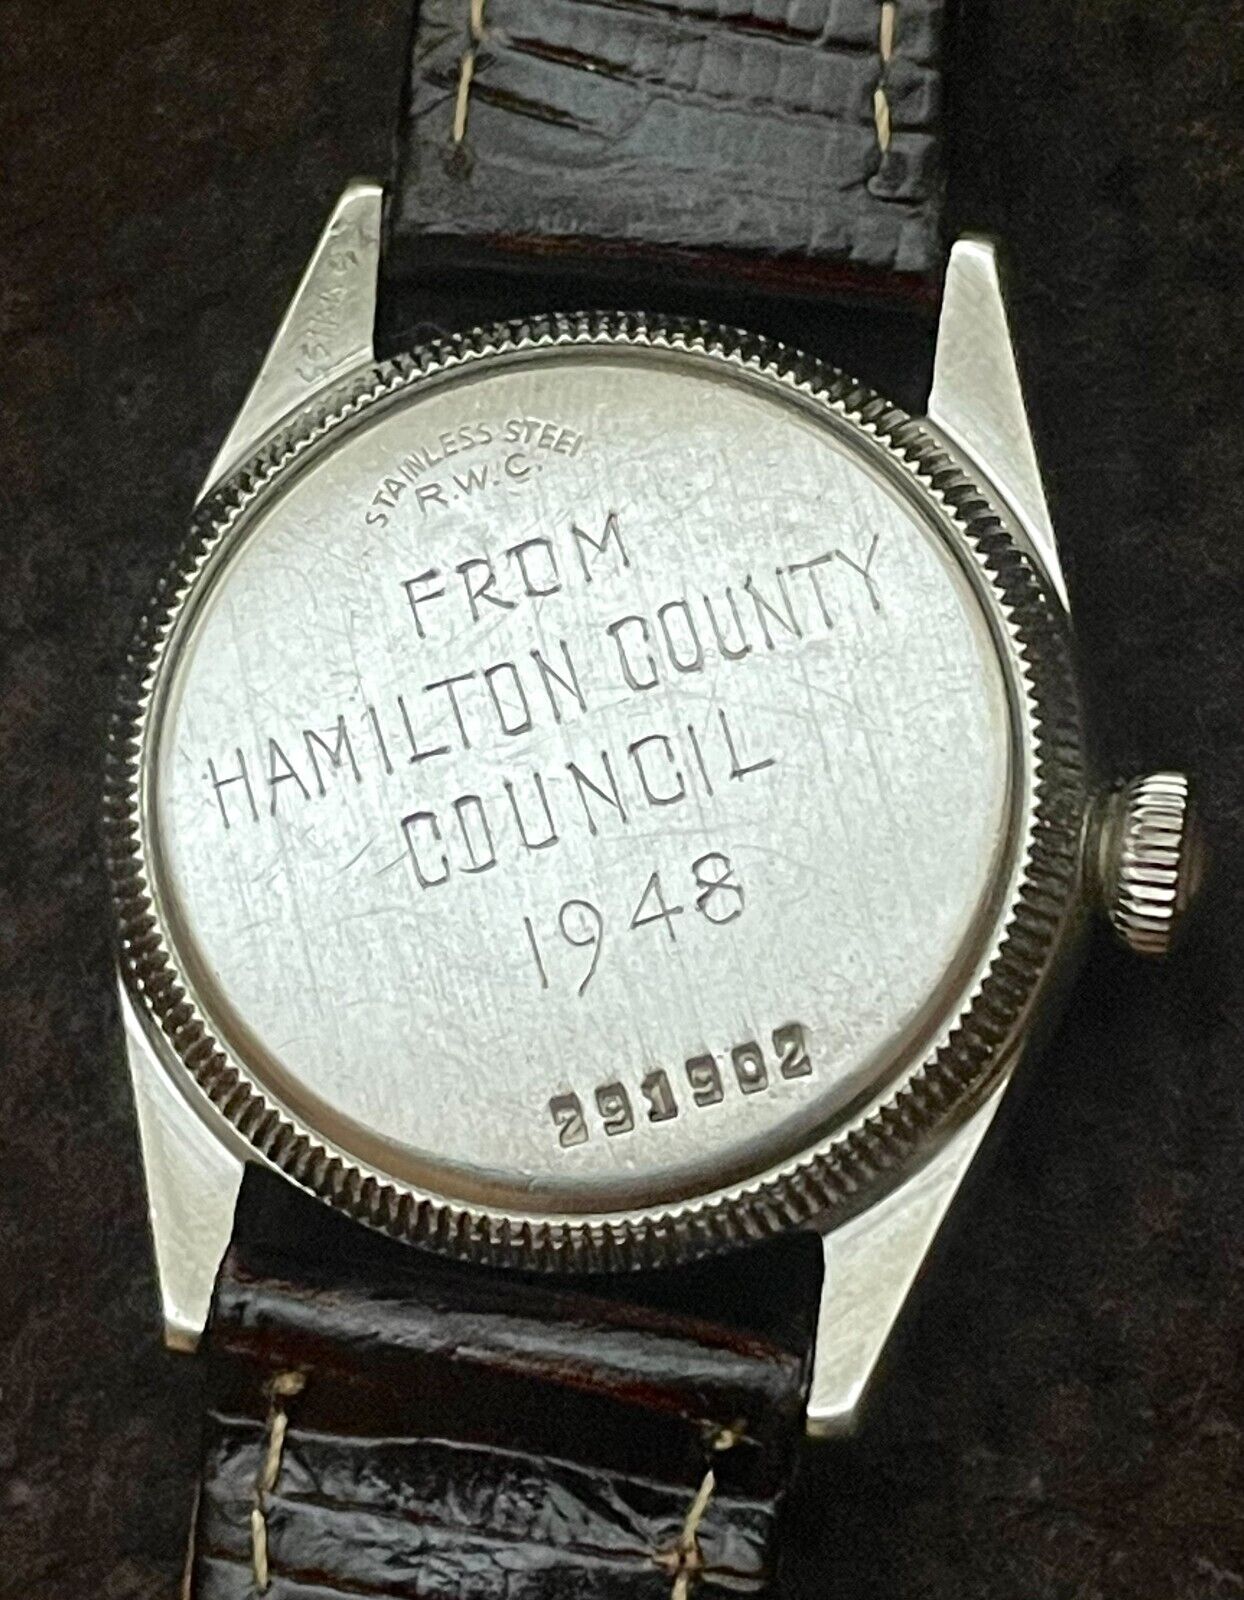 STAINLESS STEEL
R.W.C.
FROM
HAMILTON COUNTY
COUNCIL
1948
291902